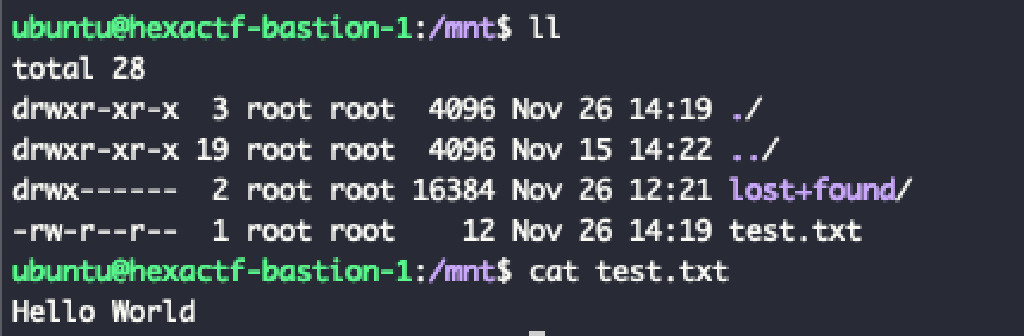 ubuntu@hexactf-bastion-1:/mnt$ ll
total 28
drwxr-xr-x  3 root root  4096 Nov 26 14:19 ./
drwxr-xr-x 19 root root  4096 Nov 15 14:22 ../
drwx------  2 root root 16384 Nov 26 12:21 lost+found/
-rw-r--r--  1 root root    12 Nov 26 14:19 test.txt
ubuntu@hexactf-bastion-1:/mnt$ cat test.txt
Hello World